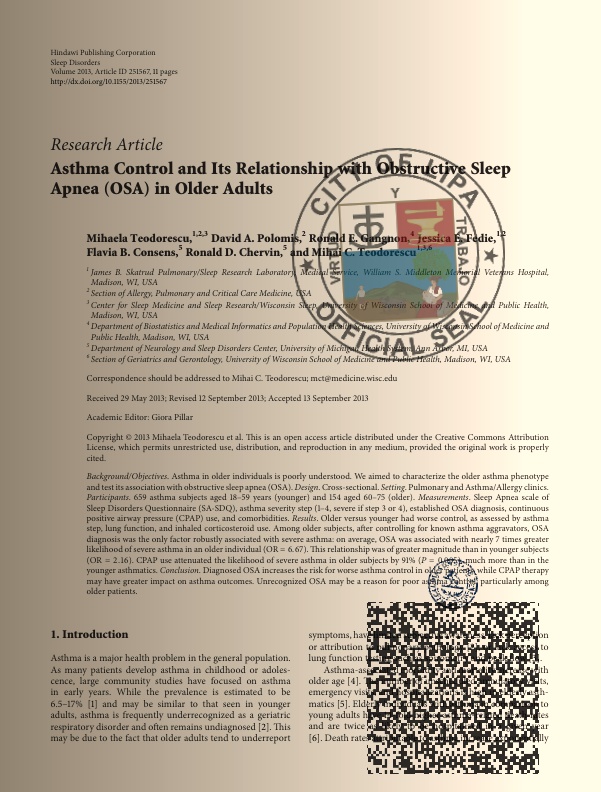 Hindawi Publishing Corporation
Sleep Disorders
Volume 2013, Article ID 251567, 11 pages
http://dx.doi.org/10.1155/2013/251567
Research Article
Asthma Control and Its Relationship with Obstructive Sleep
Apnea (OSA) in Older Adults
Mihaela Teodorescu,1,2,3 David A. Polomis,2 Ronald E. Gangnon,4 Jessica E. Fedie,1,2
Flavia B. Consens,5 Ronald D. Chervin,5 and Mihai C. Teodorescu1,3,6
1 James B. Skatrud Pulmonary/Sleep Research Laboratory, Medical Service, William S. Middleton Memorial Veterans Hospital,
Madison, WI, USA
2 Section of Allergy, Pulmonary and Critical Care Medicine, USA
3 Center for Sleep Medicine and Sleep Research/Wisconsin Sleep, University of Wisconsin School of Medicine and Public Health,
Madison, WI, USA
4 Department of Biostatistics and Medical Informatics and Population Health Sciences, University of Wisconsin School of Medicine and
Public Health, Madison, WI, USA
5 Department of Neurology and Sleep Disorders Center, University of Michigan Health System, Ann Arbor, MI, USA
6 Section of Geriatrics and Gerontology, University of Wisconsin School of Medicine and Public Health, Madison, WI, USA
CITY OF LIPA
OFFICIAL SEAL
TRABAHO
Correspondence should be addressed to Mihai C. Teodorescu; mct@medicine.wisc.edu
Received 29 May 2013; Revised 12 September 2013; Accepted 13 September 2013
Academic Editor: Giora Pillar
Copyright © 2013 Mihaela Teodorescu et al. This is an open access article distributed under the Creative Commons Attribution
License, which permits unrestricted use, distribution, and reproduction in any medium, provided the original work is properly
cited.
Background/Objectives. Asthma in older individuals is poorly understood. We aimed to characterize the older asthma phenotype
and test its association with obstructive sleep apnea (OSA). Design. Cross-sectional. Setting. Pulmonary and Asthma/Allergy clinics.
Participants. 659 asthma subjects aged 18–59 years (younger) and 154 aged 60–75 (older). Measurements. Sleep Apnea scale of
Sleep Disorders Questionnaire (SA-SDQ), asthma severity step (1–4, severe if step 3 or 4), established OSA diagnosis, continuous
positive airway pressure (CPAP) use, and comorbidities. Results. Older versus younger had worse control, as assessed by asthma
step, lung function, and inhaled corticosteroid use. Among older subjects, after controlling for known asthma aggravators, OSA
diagnosis was the only factor robustly associated with severe asthma: on average, OSA was associated with nearly 7 times greater
likelihood of severe asthma in an older individual (OR = 6.67). This relationship was of greater magnitude than in younger subjects
(OR = 2.16). CPAP use attenuated the likelihood of severe asthma in older subjects by 91% (P = much more than in the
younger asthmatics. Conclusion. Diagnosed OSA increases the risk for worse asthma control in older patients while CPAP therapy
may have greater impact on asthma outcomes. Unrecognized OSA may be a reason for poor asthma control particularly among
older patients.
1. Introduction
Asthma is a major health problem in the general population.
As many patients develop asthma in childhood or adoles-
cence, large community studies have focused on asthma
in early years. While the prevalence is estimated to be
6.5–17% [1] and may be similar to that seen in younger
adults, asthma is frequently underrecognized as a geriatric
respiratory disorder and often remains undiagnosed [2]. This
may be due to the fact that older adults tend to underreport
symptoms, have
or attribution to
lung function
Asthma-
older age [4].
emergency
matics [5].
young adults
and are twice
[6]. Death rates